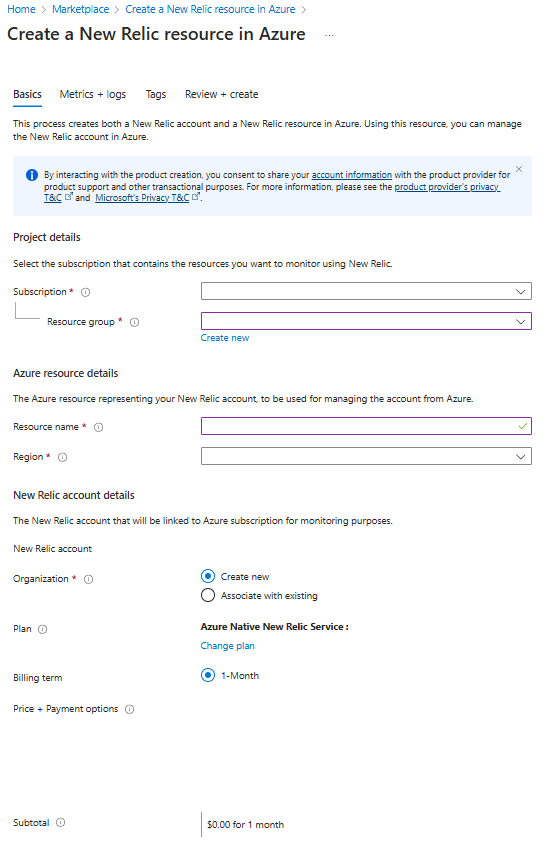 Home > Marketplace > Create a New Relic resource in Azure >
Create a New Relic resource in Azure ...
Basics Metrics + logs Tags Review + create
This process creates both a New Relic account and a New Relic resource in Azure. Using this resource, you can manage
the New Relic account in Azure.
By interacting with the product creation, you consent to share your account information with the product provider for
product support and other transactional purposes. For more information, please see the product provider's privacy
T&C and Microsoft's Privacy T&C.
Project details
Select the subscription that contains the resources you want to monitor using New Relic.
Subscription *
Resource group *
Create new
Azure resource details
The Azure resource representing your New Relic account, to be used for managing the account from Azure.
Resource name *
Region *
New Relic account details
The New Relic account that will be linked to Azure subscription for monitoring purposes.
New Relic account
Organization * Create new
Associate with existing
Plan Azure Native New Relic Service :
Change plan
Billing term 1-Month
Price + Payment options
Subtotal $0.00 for 1 month